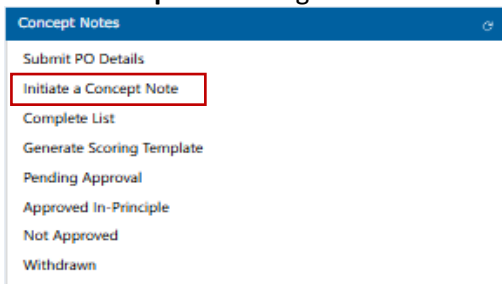 Concept Notes
Submit PO Details
Initiate a Concept Note
Complete List
Generate Scoring Template
Pending Approval
Approved In-Principle
Not Approved
Withdrawn